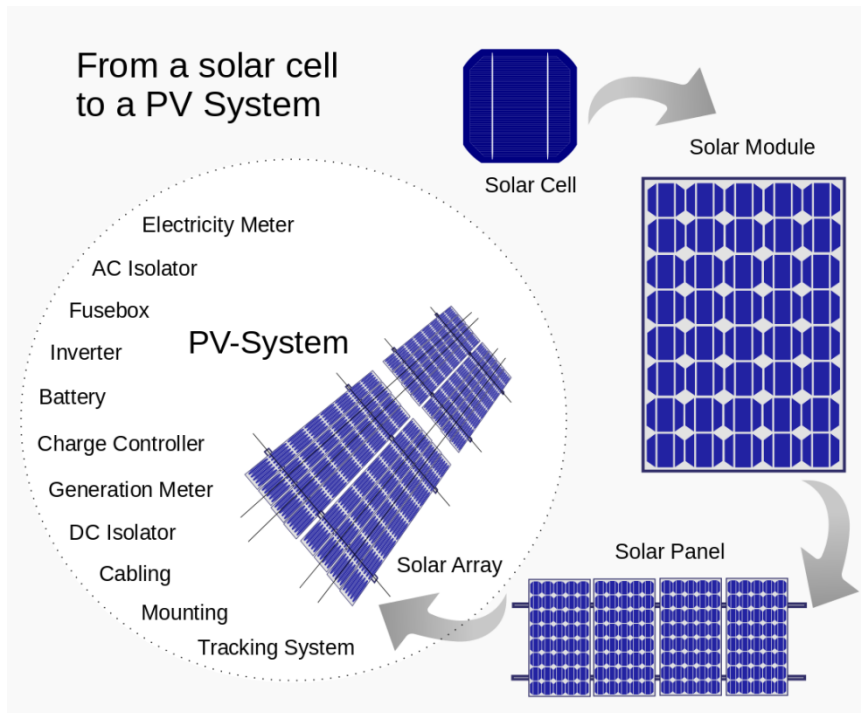 From a solar cell
to a PV System
Solar Cell
Solar Module
Electricity Meter
AC Isolator
Fusebox
PV-System
Inverter
Battery
Charge Controller
Generation Meter
DC Isolator
Cabling
Mounting
Tracking System
Solar Array
Solar Panel